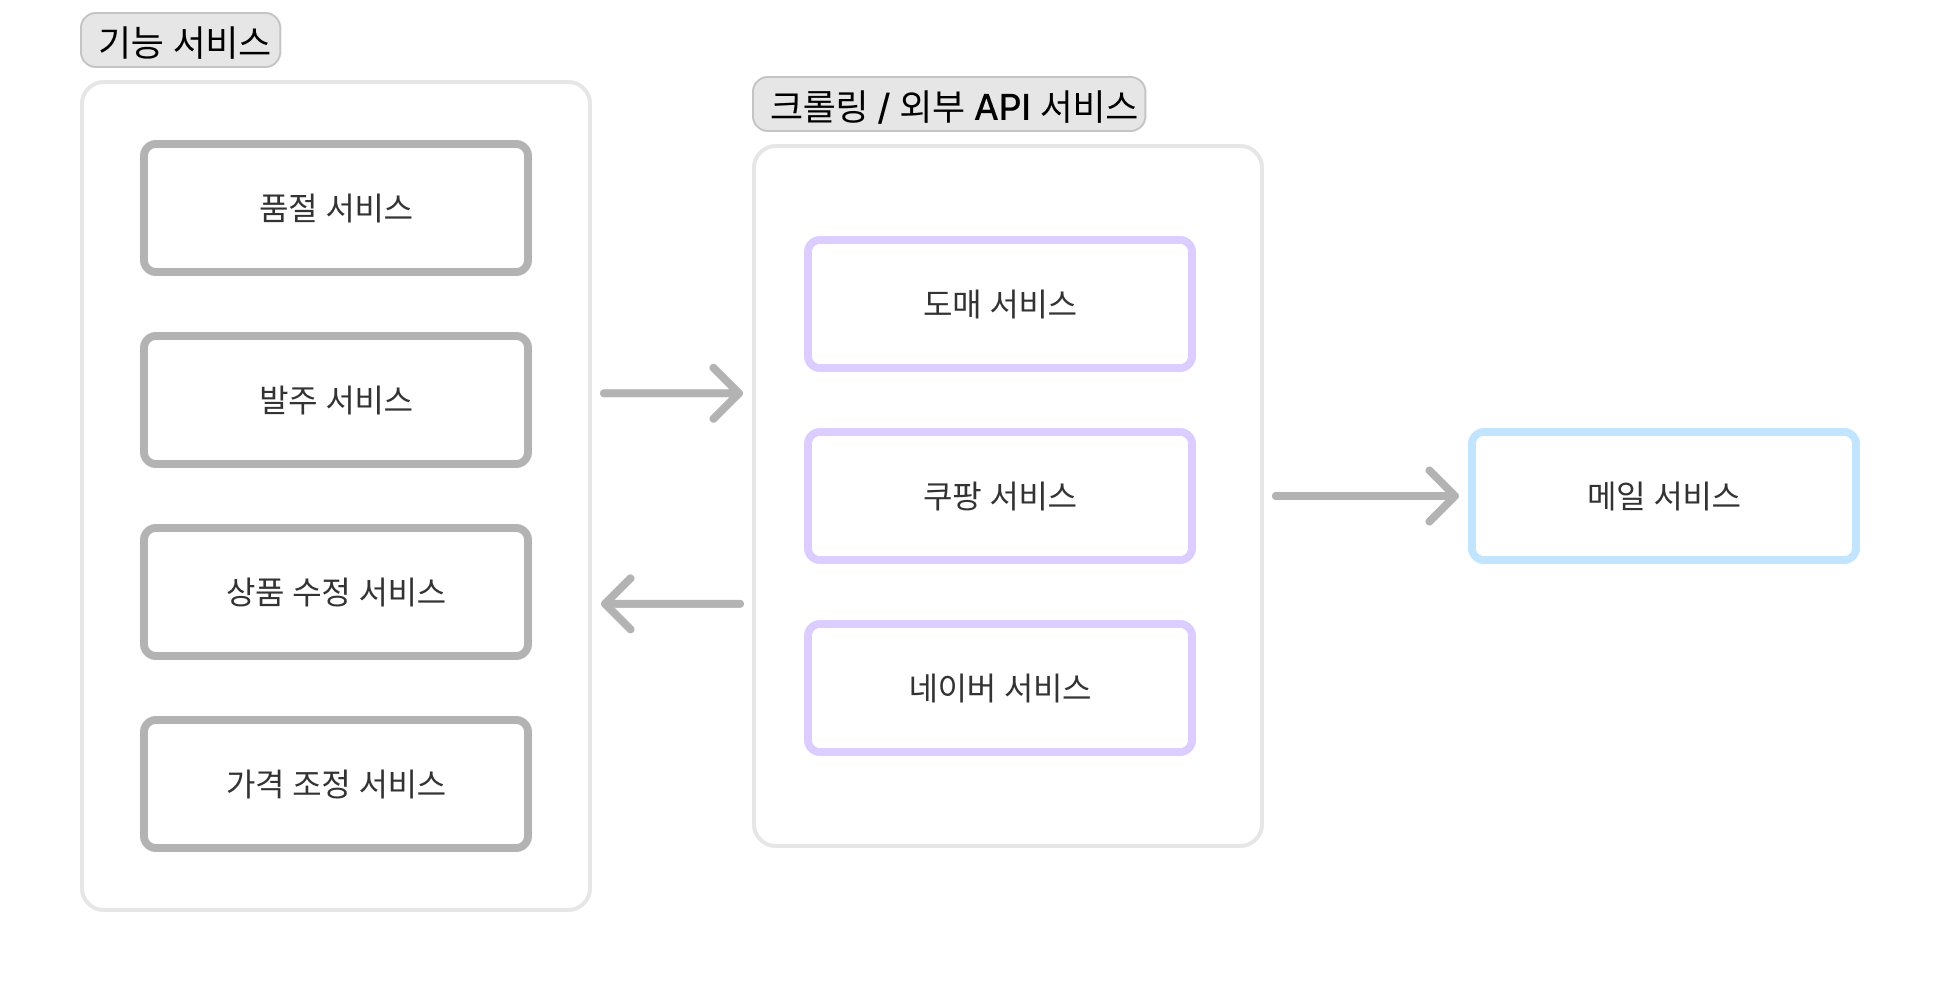 기능 서비스
품절 서비스
발주 서비스
상품 수정 서비스
가격 조정 서비스
크롤링 / 외부 API 서비스
도매 서비스
쿠팡 서비스
네이버 서비스
메일 서비스